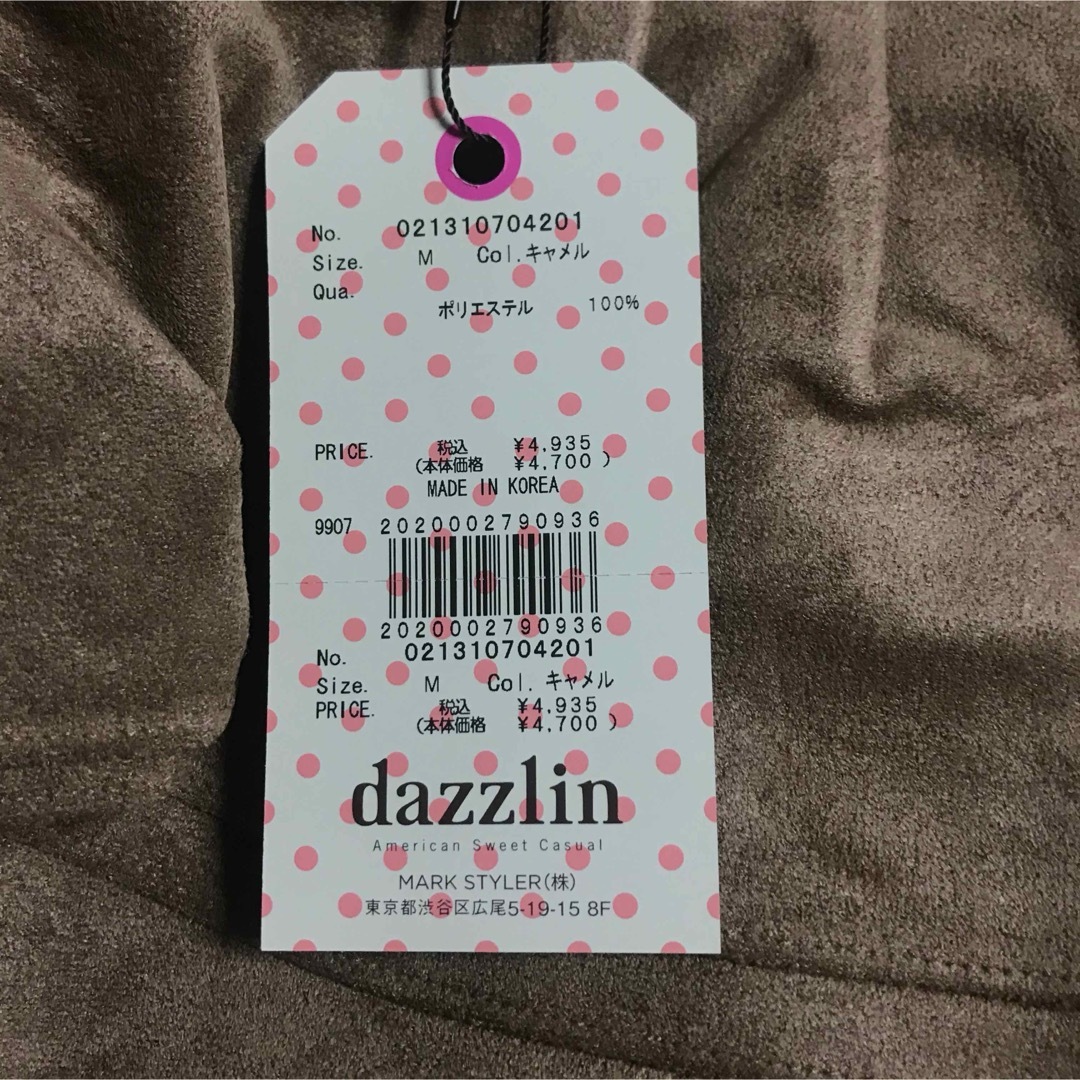 No. 021310704201
Size. M Col.キャメル
Qua.
ポリエステル 100%
PRICE. 税込 ¥4,935
(本体価格 ¥4,700 )
MADE IN KOREA
9907 2020002790936
2020002790936
No. 021310704201
Size. M Col. キャメル
PRICE. 税込 ¥4,935
(本体価格 ¥4,700 )
dazzlin
American Sweet Casual
MARK STYLER(株)
東京都渋谷区広尾5-19-15 8F